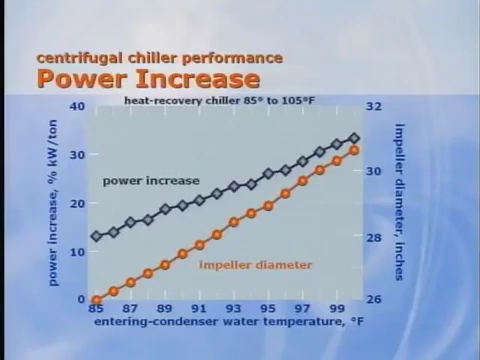 centrifugal chiller performance
Power Increase
heat-recovery chiller 85° to 105°F
40
30
20
10
0
power increase, % kW/ton
32
30
28
26
impeller diameter, inches
power increase
impeller diameter
85 87 89 91 93 95 97 99
entering-condenser water temperature, °F